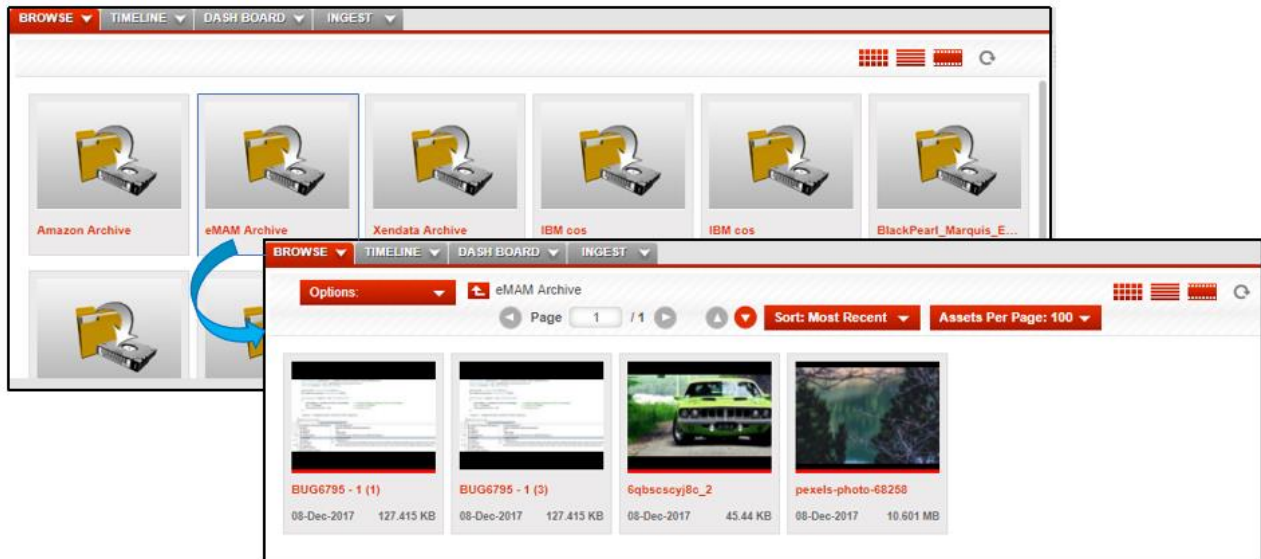 BROWSE TIMELINE DASH BOARD INGEST
Amazon Archive eMAM Archive Xendata Archive IBM cos IBM cos BlackPearl_Marquis_E...
BROWSE TIMELINE DASH BOARD INGEST
Options: eMAM Archive
Page 1 / 1 Sort: Most Recent Assets Per Page: 100
BUG6795 - 1 (1) BUG6795 - 1 (3) 6qbscscyj8c_2 pexels-photo-68258
08-Dec-2017 127.415 KB 08-Dec-2017 127.415 KB 08-Dec-2017 45.44 KB 08-Dec-2017 10.601 MB